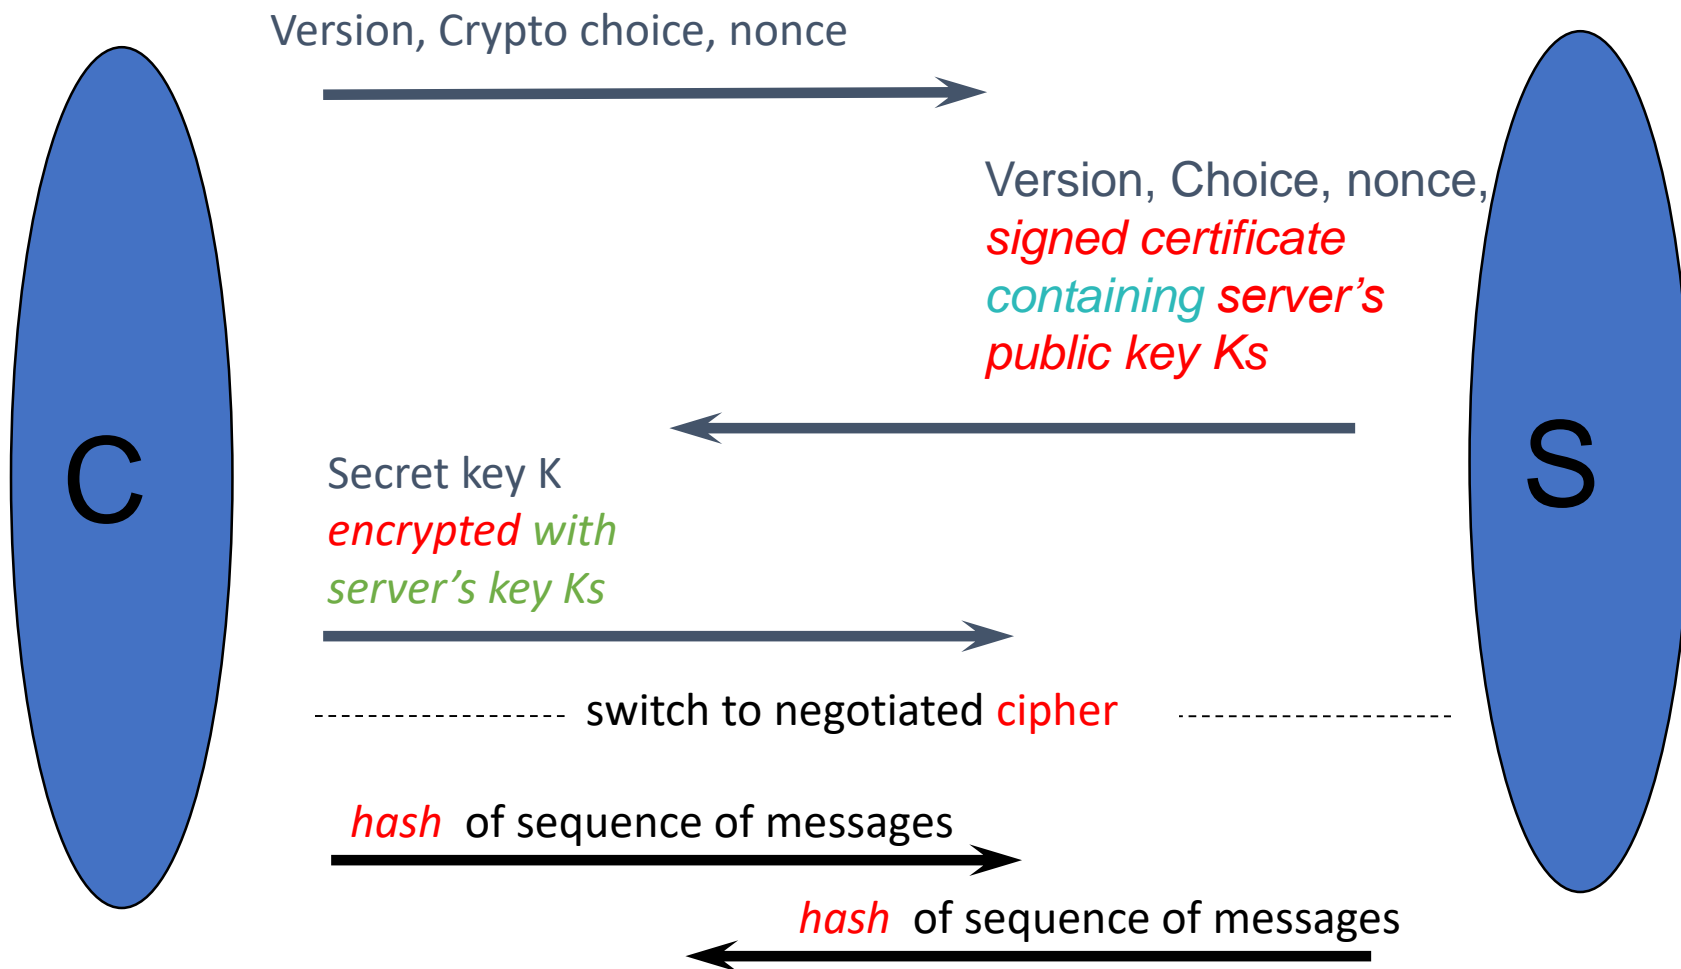 Version, Crypto choice, nonce
Version, Choice, nonce,
signed certificate
containing server’s
public key Ks
C
S
Secret key K
encrypted with
server’s key Ks
switch to negotiated cipher
hash of sequence of messages
hash of sequence of messages